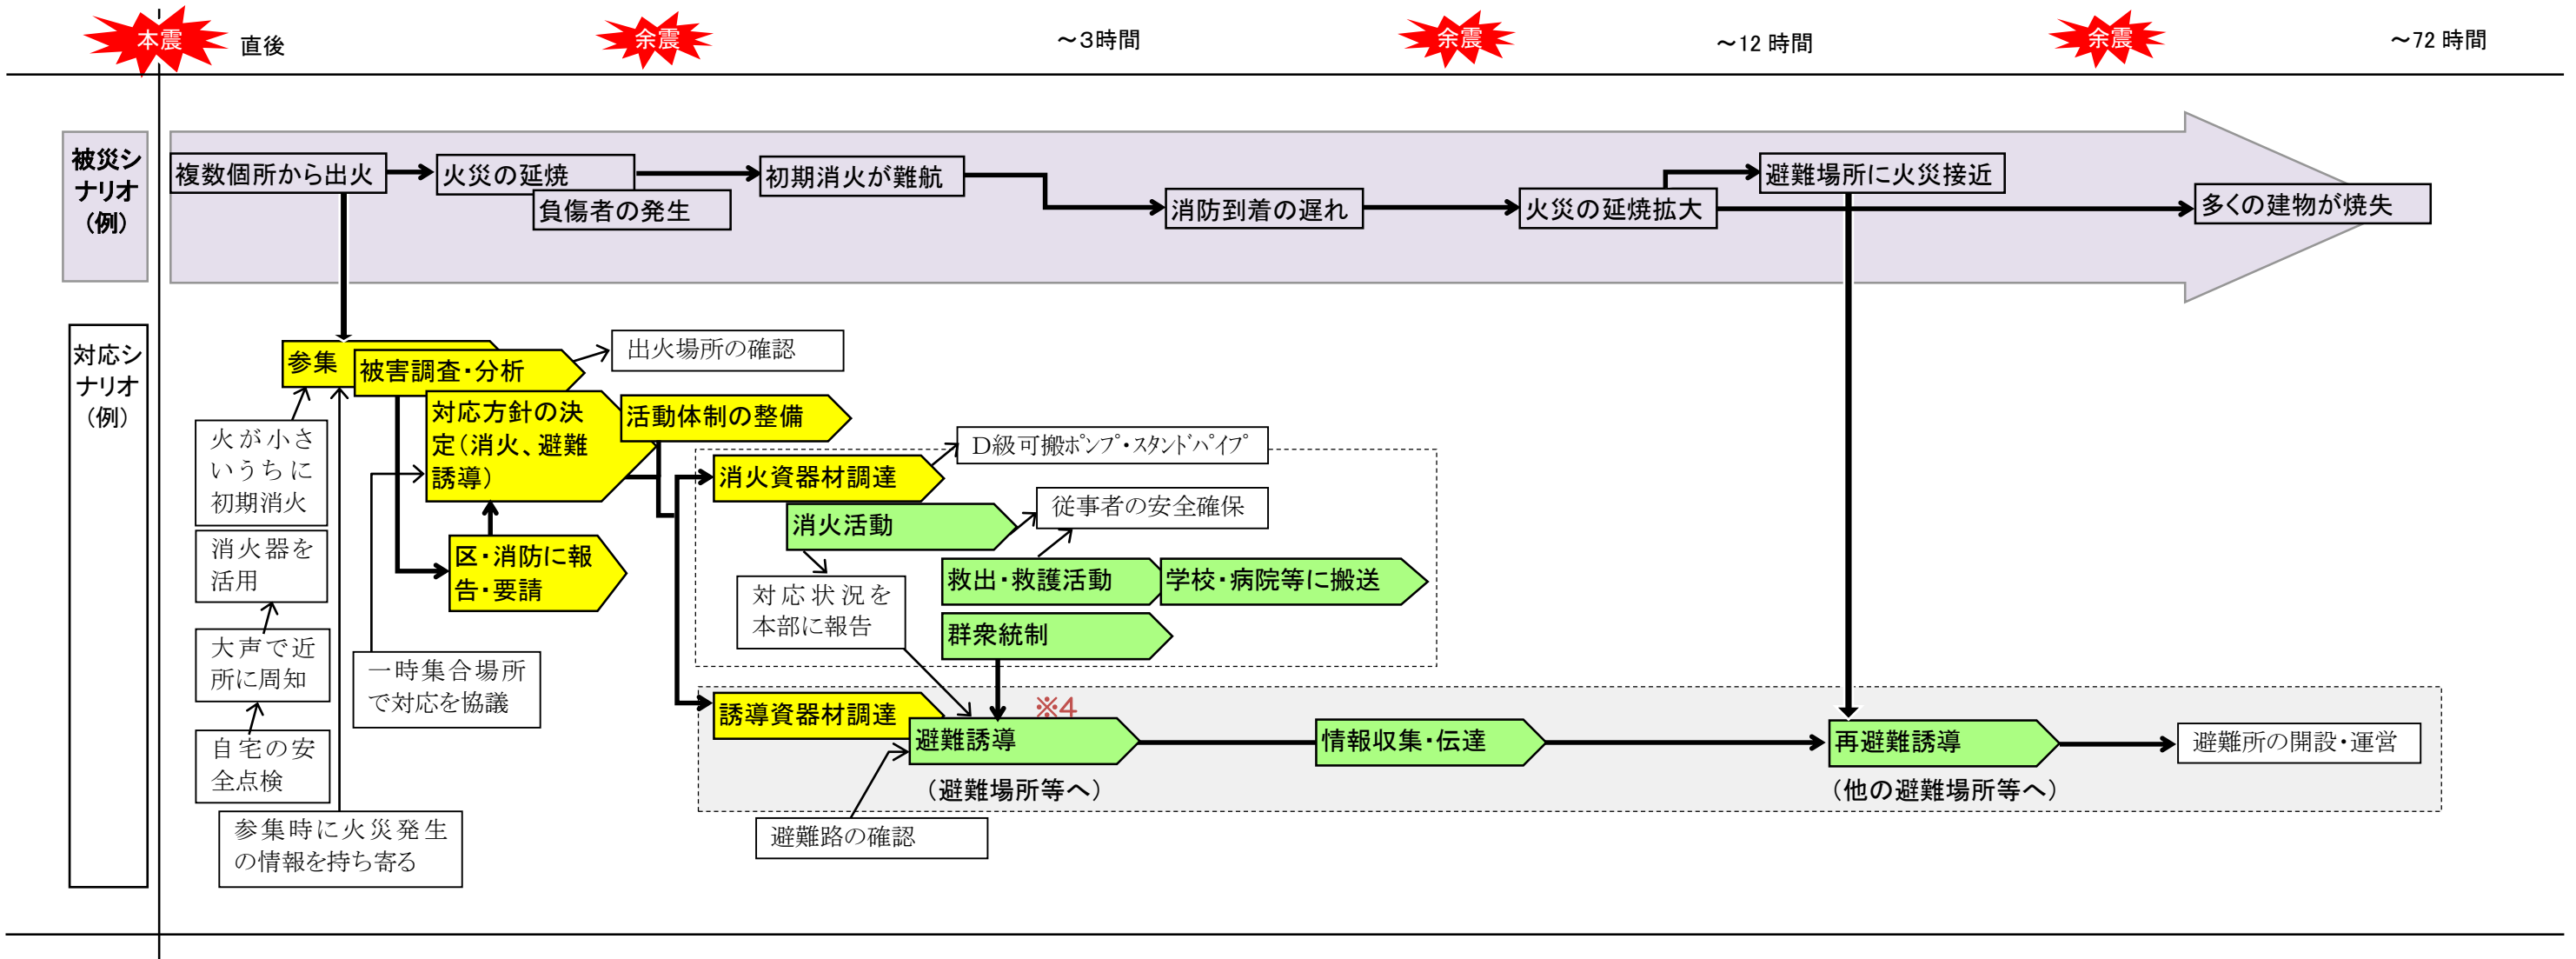 本震
直後
余震
～3時間
余震
～12 時間
余震
～72 時間
被災シ
ナリオ
（例）
複数個所から出火
火災の延焼
負傷者の発生
初期消火が難航
消防到着の遅れ
火災の延焼拡大
避難場所に火災接近
多くの建物が焼失
対応シ
ナリオ
（例）
参集
被害調査・分析
出火場所の確認
対応方針の決
定（消火、避難
誘導）
活動体制の整備
火が小さ
いうちに
初期消火
消火器を
活用
大声で近
所に周知
自宅の安
全点検
参集時に火災発生
の情報を持ち寄る
一時集合場所
で対応を協議
区・消防に報
告・要請
消火資器材調達
D級可搬ﾎﾟﾝﾌﾟ・ｽﾀﾝﾄﾞﾊﾟｲﾌﾟ
消火活動
従事者の安全確保
対応状況を
本部に報告
救出・救護活動
学校・病院等に搬送
群衆統制
誘導資器材調達
※4
避難誘導
（避難場所等へ）
避難路の確認
情報収集・伝達
再避難誘導
（他の避難場所等へ）
避難所の開設・運営